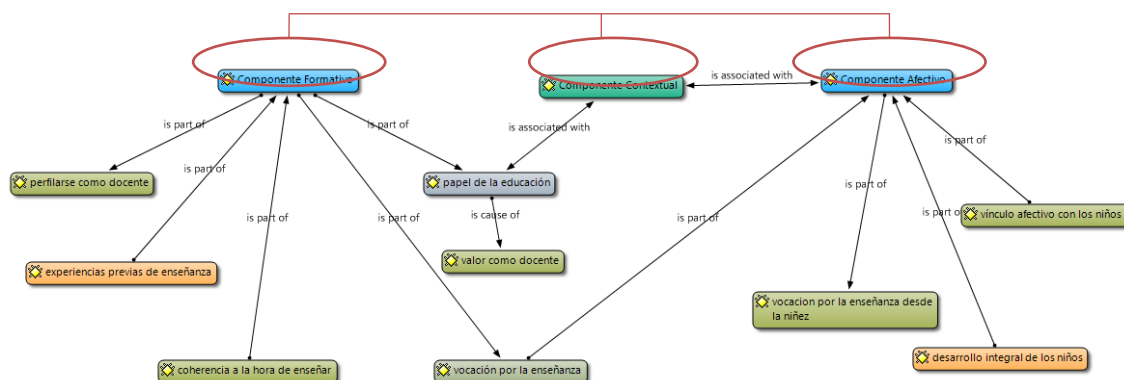 Componente Formativo
Componente Contextual
is associated with
Componente Afectivo
is part of
is part of
is associated with
is part of
is part of
perfilarse como docente
papel de la educación
is part of
vínculo afectivo con los niños
is part of
is part of
is cause of
is part of
is part of
valor como docente
experiencias previas de enseñanza
vocacion por la enseñanza desde
la niñez
coherencia a la hora de enseñar
vocación por la enseñanza
desarrollo integral de los niños